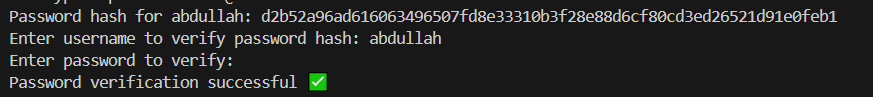 Password hash for abdullah: d2b52a96ad616063496507fd8e33310b3f28e88d6cf80cd3ed26521d91e0feb1
Enter username to verify password hash: abdullah
Enter password to verify:
Password verification successful ✅